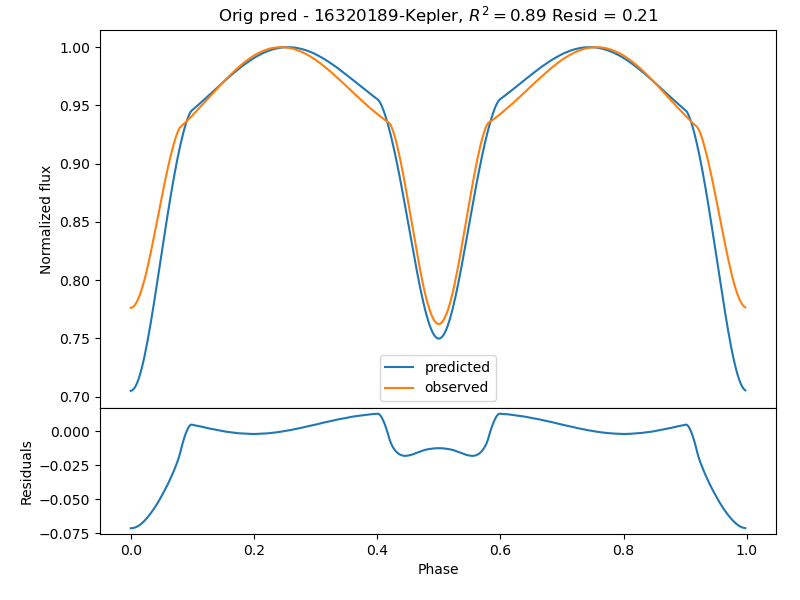 Orig pred - 16320189-Kepler, R² = 0.89 Resid = 0.21
1.00
0.95
0.90
0.85
0.80
0.75
0.70
Normalized flux
predicted
observed
0.000
−0.025
−0.050
−0.075
Residuals
0.0 0.2 0.4 0.6 0.8 1.0
Phase